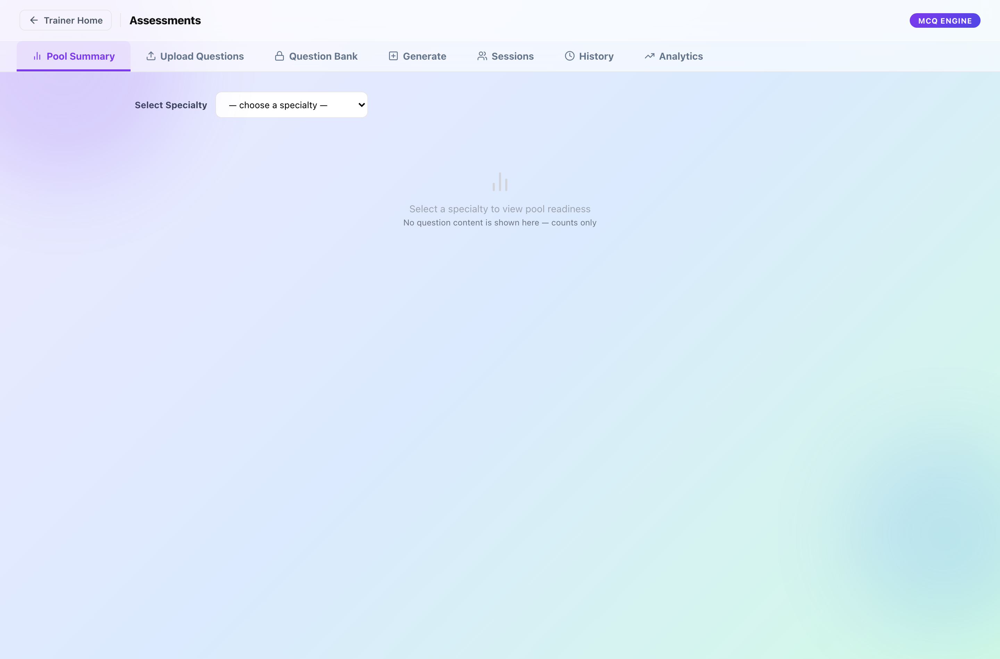 Trainer Home
Assessments
MCQ ENGINE
Pool Summary
Upload Questions
Question Bank
Generate
Sessions
History
Analytics
Select Specialty
— choose a specialty —
Select a specialty to view pool readiness
No question content is shown here — counts only